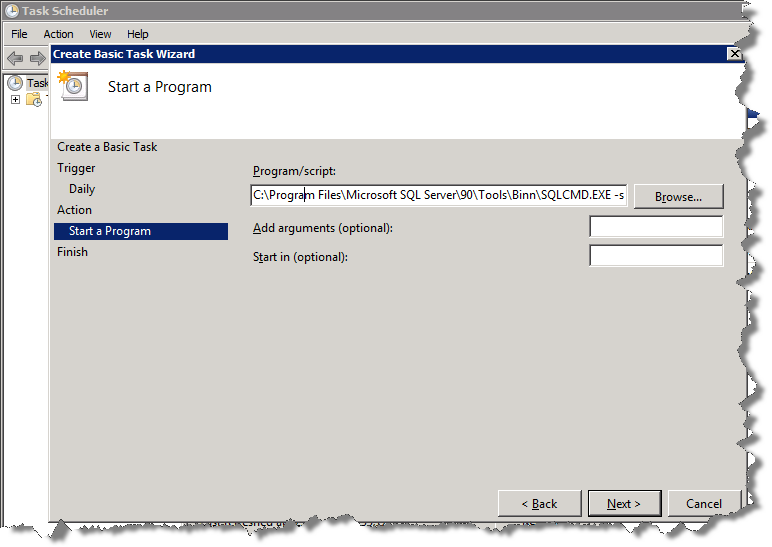 Task Scheduler
File Action View Help
Create Basic Task Wizard
Task
Start a Program
Create a Basic Task
Trigger
Daily
Action
Start a Program
Finish
Program/script:
C:\Program Files\Microsoft SQL Server\90\Tools\Binn\SQLCMD.EXE -s
Browse...
Add arguments (optional):
Start in (optional):
< Back
Next >
Cancel